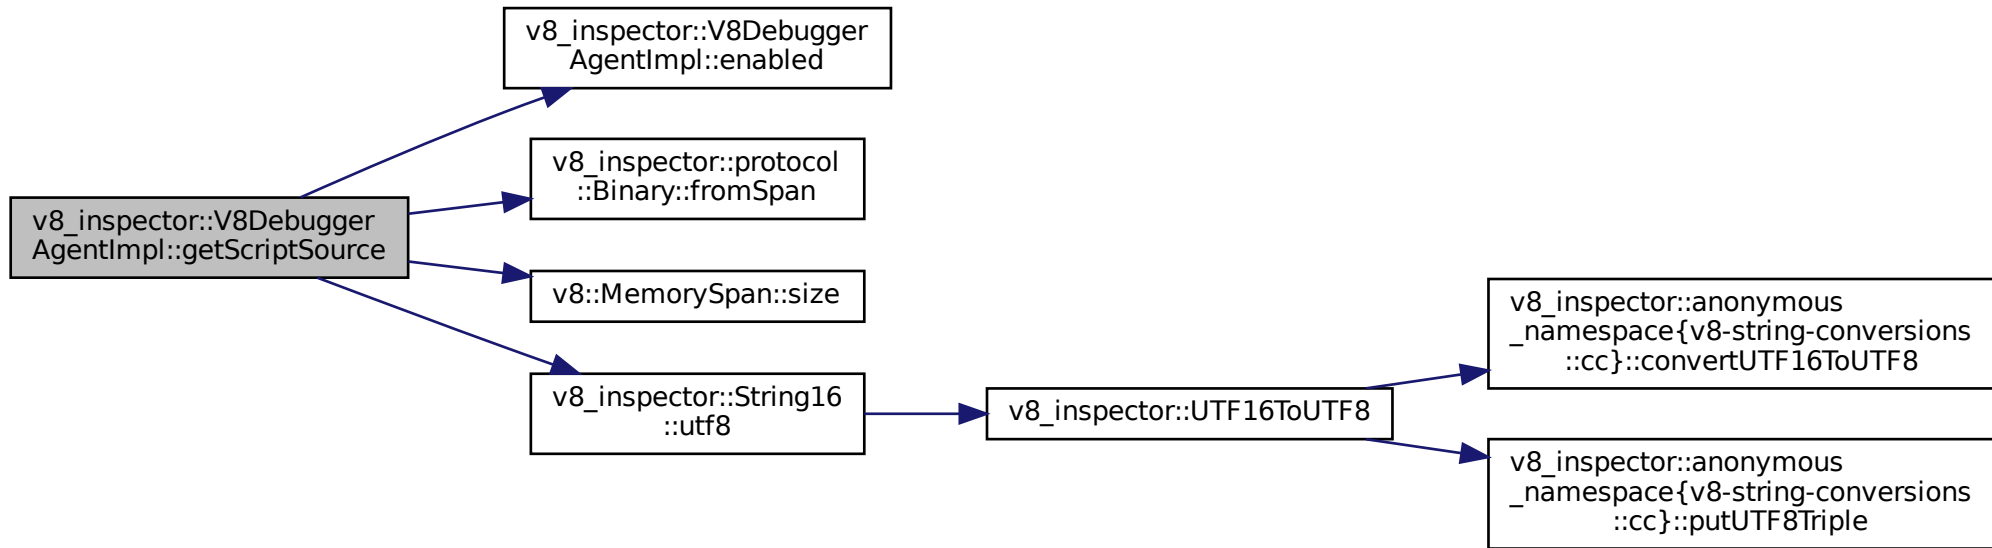 v8_inspector::V8Debugger
AgentImpl::getScriptSource
v8_inspector::V8Debugger
AgentImpl::enabled
v8_inspector::protocol
::Binary::fromSpan
v8::MemorySpan::size
v8_inspector::String16
::utf8
v8_inspector::UTF16ToUTF8
v8_inspector::anonymous
_namespace{v8-string-conversions
::cc}::convertUTF16ToUTF8
v8_inspector::anonymous
_namespace{v8-string-conversions
::cc}::putUTF8Triple